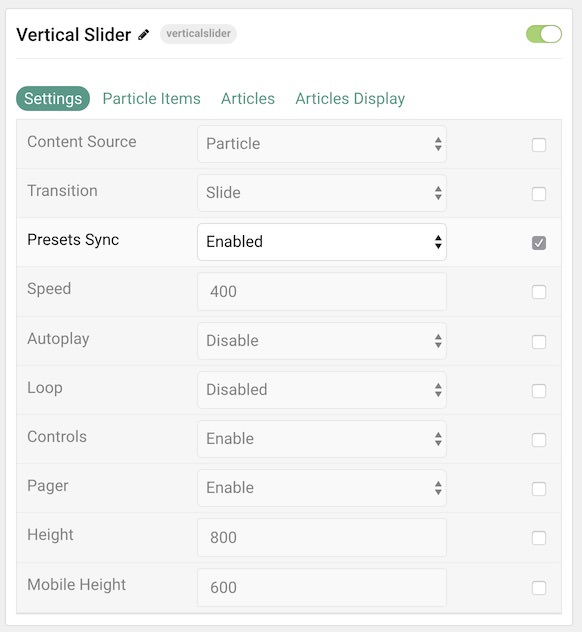 Vertical Slider verticalslider
Settings Particle Items Articles Articles Display
Content Source Particle
Transition Slide
Presets Sync Enabled
Speed 400
Autoplay Disable
Loop Disabled
Controls Enable
Pager Enable
Height 800
Mobile Height 600